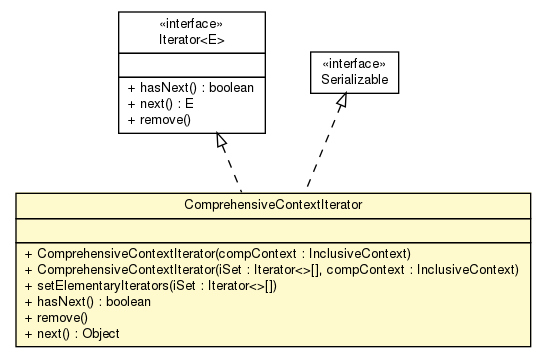 «interface»
Iterator<E>
+ hasNext() : boolean
+ next() : E
+ remove()
«interface»
Serializable
ComprehensiveContextIterator
+ ComprehensiveContextIterator(compContext : InclusiveContext)
+ ComprehensiveContextIterator(iSet : Iterator<>[], compContext : InclusiveContext)
+ setElementaryIterators(iSet : Iterator<>[])
+ hasNext() : boolean
+ remove()
+ next() : Object